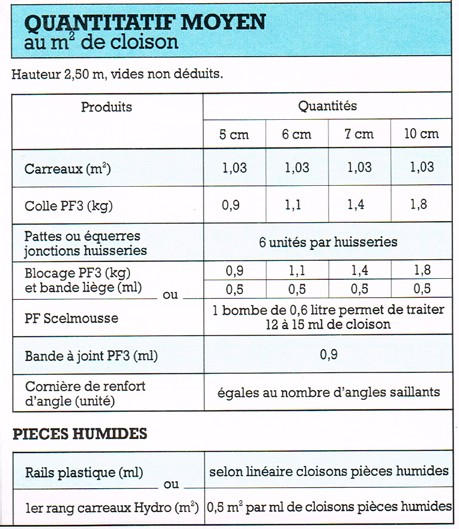 QUANTITATIF MOYEN
au m² de cloison
Hauteur 2,50 m, vides non déduits.
Produits Quantités
5 cm 6 cm 7 cm 10 cm
Carreaux (m²) 1,03 1,03 1,03 1,03
Colle PF3 (kg) 0,9 1,1 1,4 1,8
Pattes ou équerres
jonctions huisseries
6 unités par huisseries
Blocage PF3 (kg) 0,9 1,1 1,4 1,8
et bande liège (ml) 0,5 0,5 0,5 0,5
ou
PF Scelmousse
1 bombe de 0,6 litre permet de traiter
12 à 15 ml de cloison
Bande à joint PF3 (ml) 0,9
Cornière de renfort
d'angle (unité)
égales au nombre d'angles saillants
PIECES HUMIDES
Rails plastique (ml) selon linéaire cloisons pièces humides
ou
1er rang carreaux Hydro (m²) 0,5 m² par ml de cloisons pièces humides